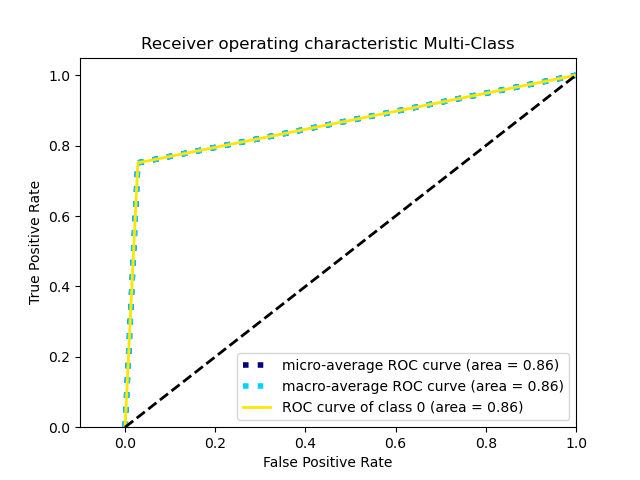 Receiver operating characteristic Multi-Class
True Positive Rate
1.0
0.8
0.6
0.4
0.2
0.0
micro-average ROC curve (area = 0.86)
macro-average ROC curve (area = 0.86)
ROC curve of class 0 (area = 0.86)
0.0 0.2 0.4 0.6 0.8 1.0
False Positive Rate